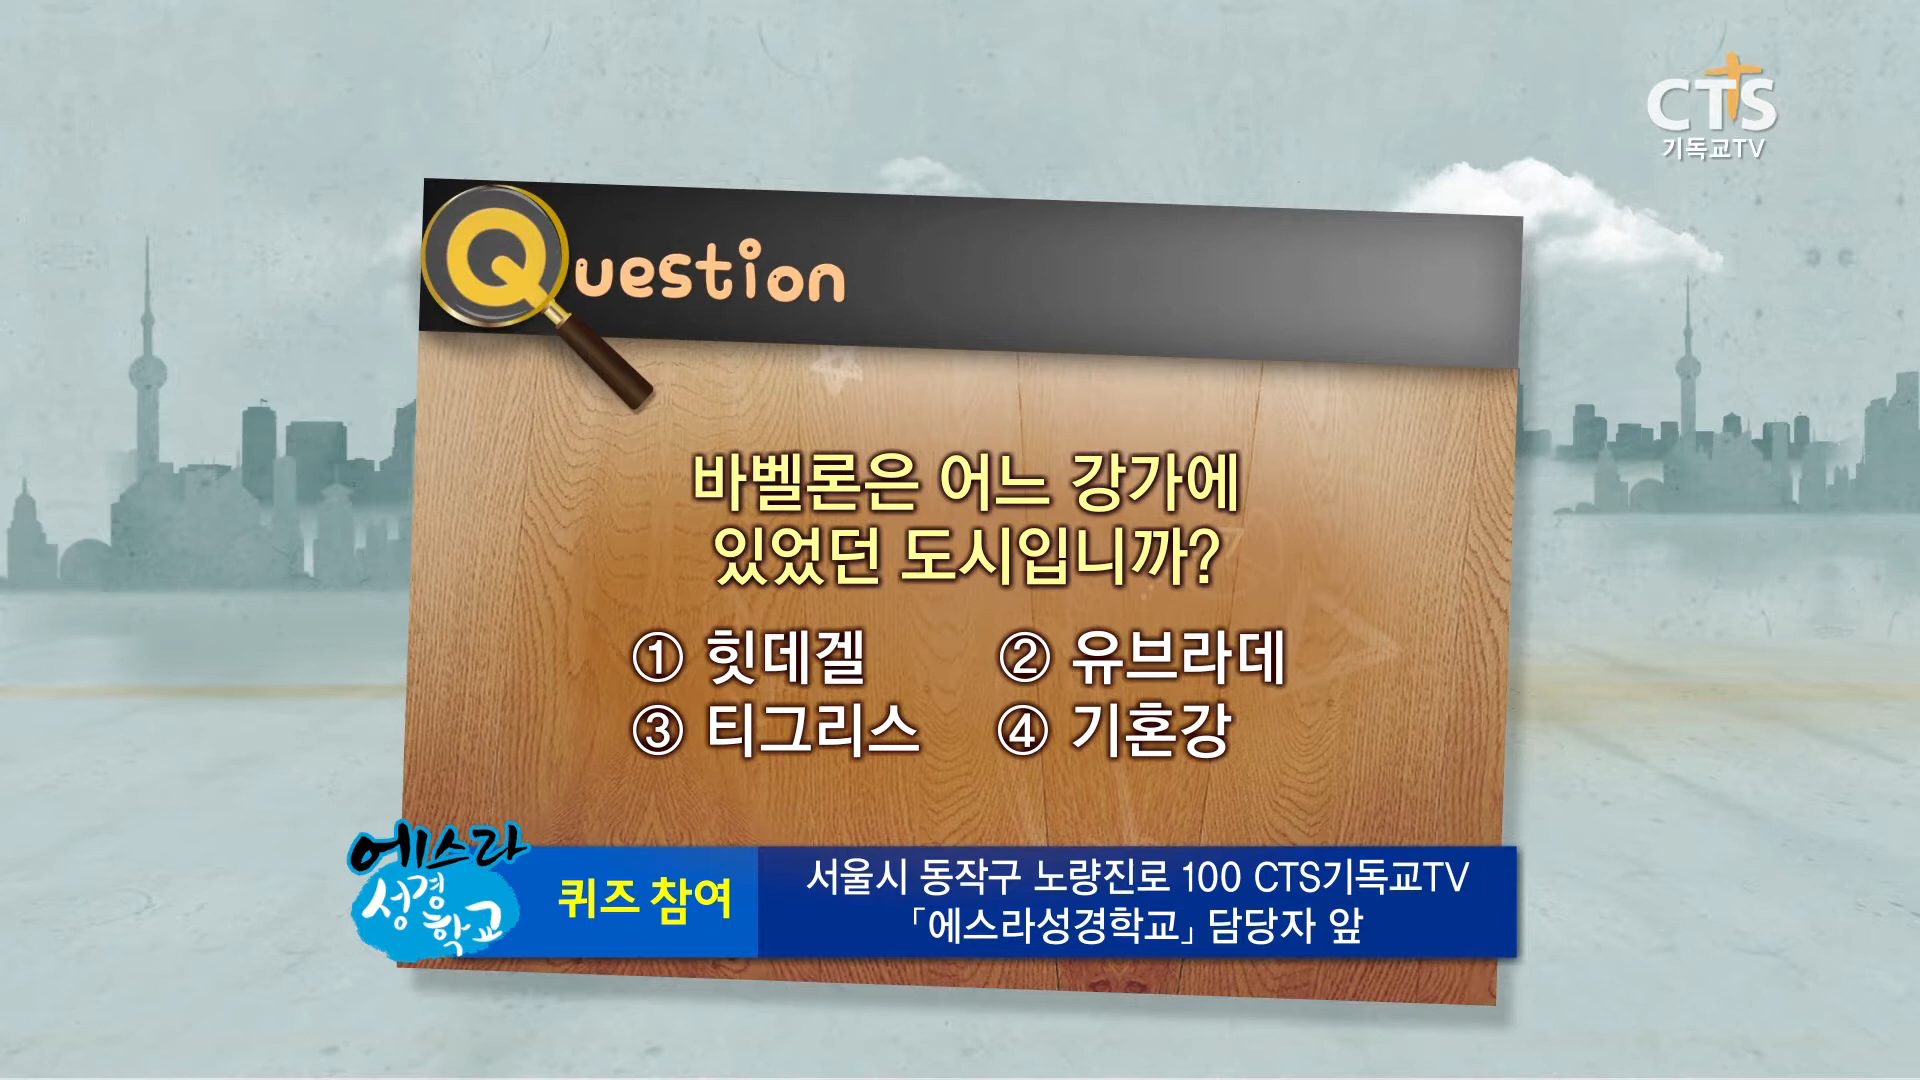 CTS
기독교TV
Question
바벨론은 어느 강가에
있었던 도시입니까?
① 힛데겔 ② 유브라데
③ 티그리스 ④ 기혼강
에스라
성경
학교
퀴즈 참여
서울시 동작구 노량진로 100 CTS기독교TV
「에스라성경학교」 담당자 앞